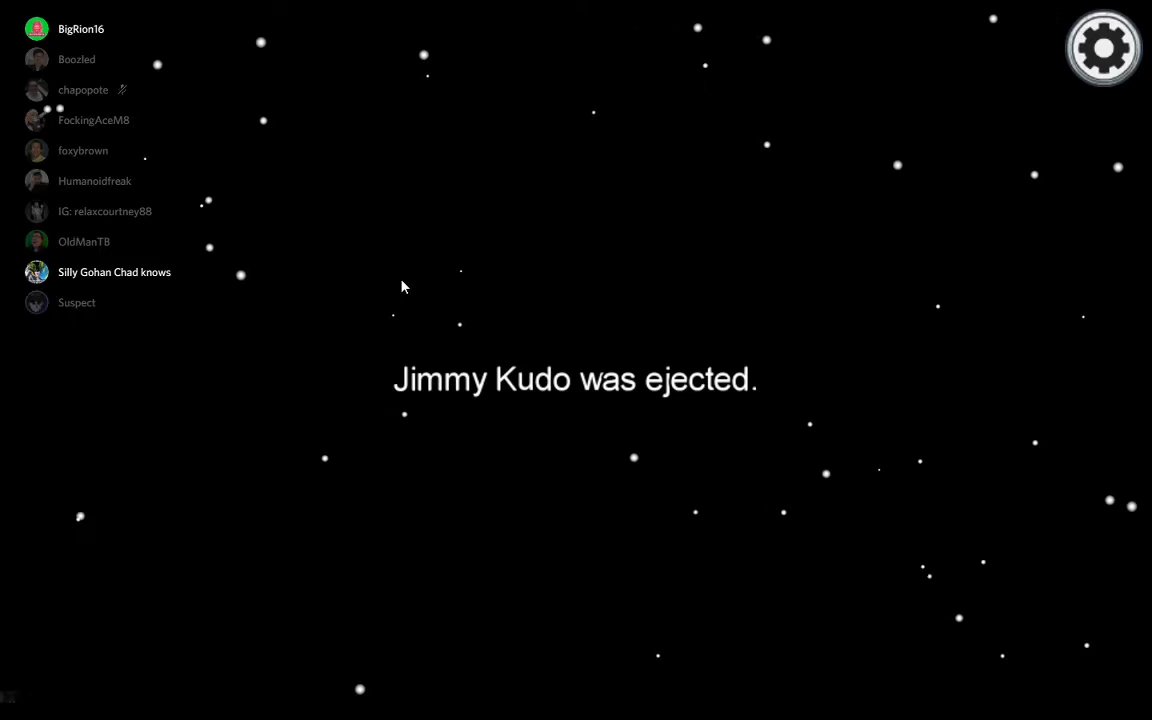 BigRion16
Boozled
chapopote
FockingAceM8
foxybrown
Humanoidfreak
IG: relaxcourtney88
OldManTB
Silly Gohan Chad knows
Suspect
Jimmy Kudo was ejected.